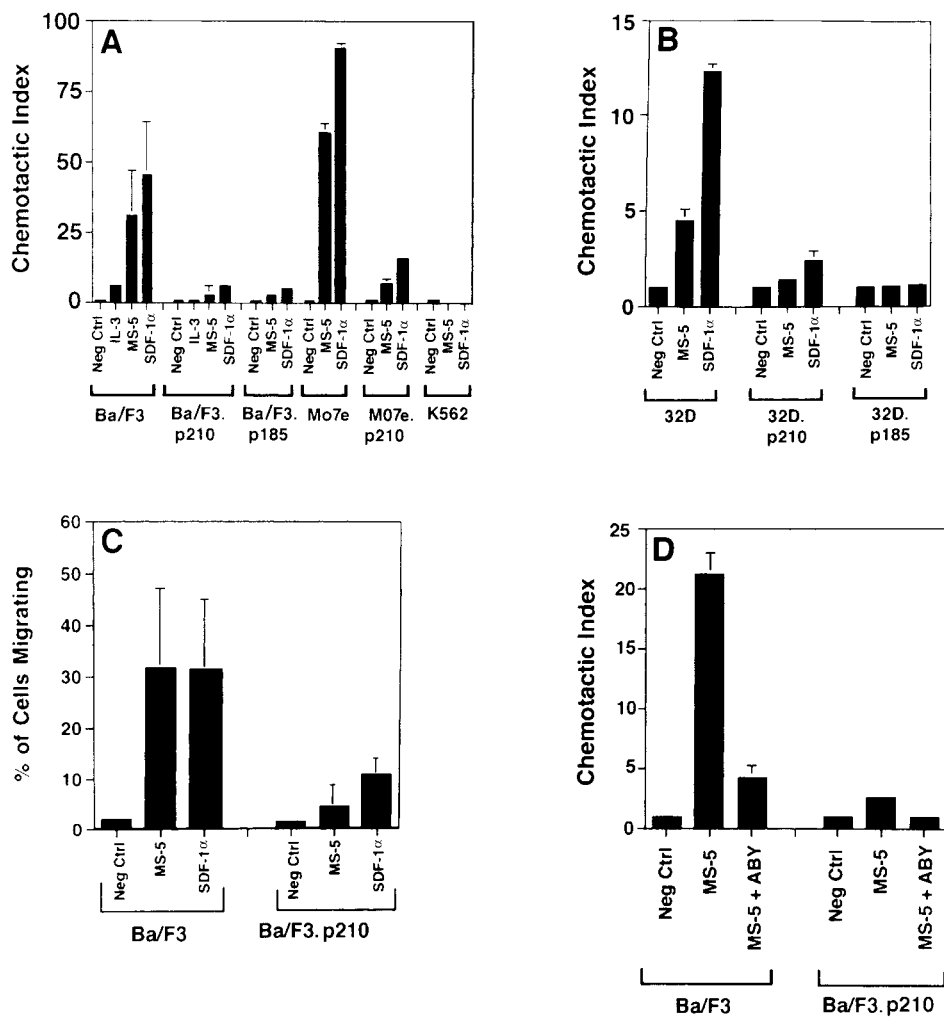 A
Chemotactic Index
100
75
50
25
0
Neg Ctrl
IL-3
MS-5
SDF-1α
Neg Ctrl
IL-3
MS-5
SDF-1α
Neg Ctrl
MS-5
SDF-1α
Neg Ctrl
MS-5
SDF-1α
Neg Ctrl
MS-5
SDF-1α
Neg Ctrl
MS-5
SDF-1α
Ba/F3
Ba/F3.
p210
Ba/F3.
p185
Mo7e
M07e.
p210
K562
B
Chemotactic Index
15
10
5
0
Neg Ctrl
MS-5
SDF-1α
Neg Ctrl
MS-5
SDF-1α
Neg Ctrl
MS-5
SDF-1α
32D
32D.
p210
32D.
p185
C
% of Cells Migrating
60
50
40
30
20
10
0
Neg Ctrl
MS-5
SDF-1α
Neg Ctrl
MS-5
SDF-1α
Ba/F3
Ba/F3.p210
D
Chemotactic Index
25
20
15
10
5
0
Neg Ctrl
MS-5
MS-5 + ABY
Neg Ctrl
MS-5
MS-5 + ABY
Ba/F3
Ba/F3.p210